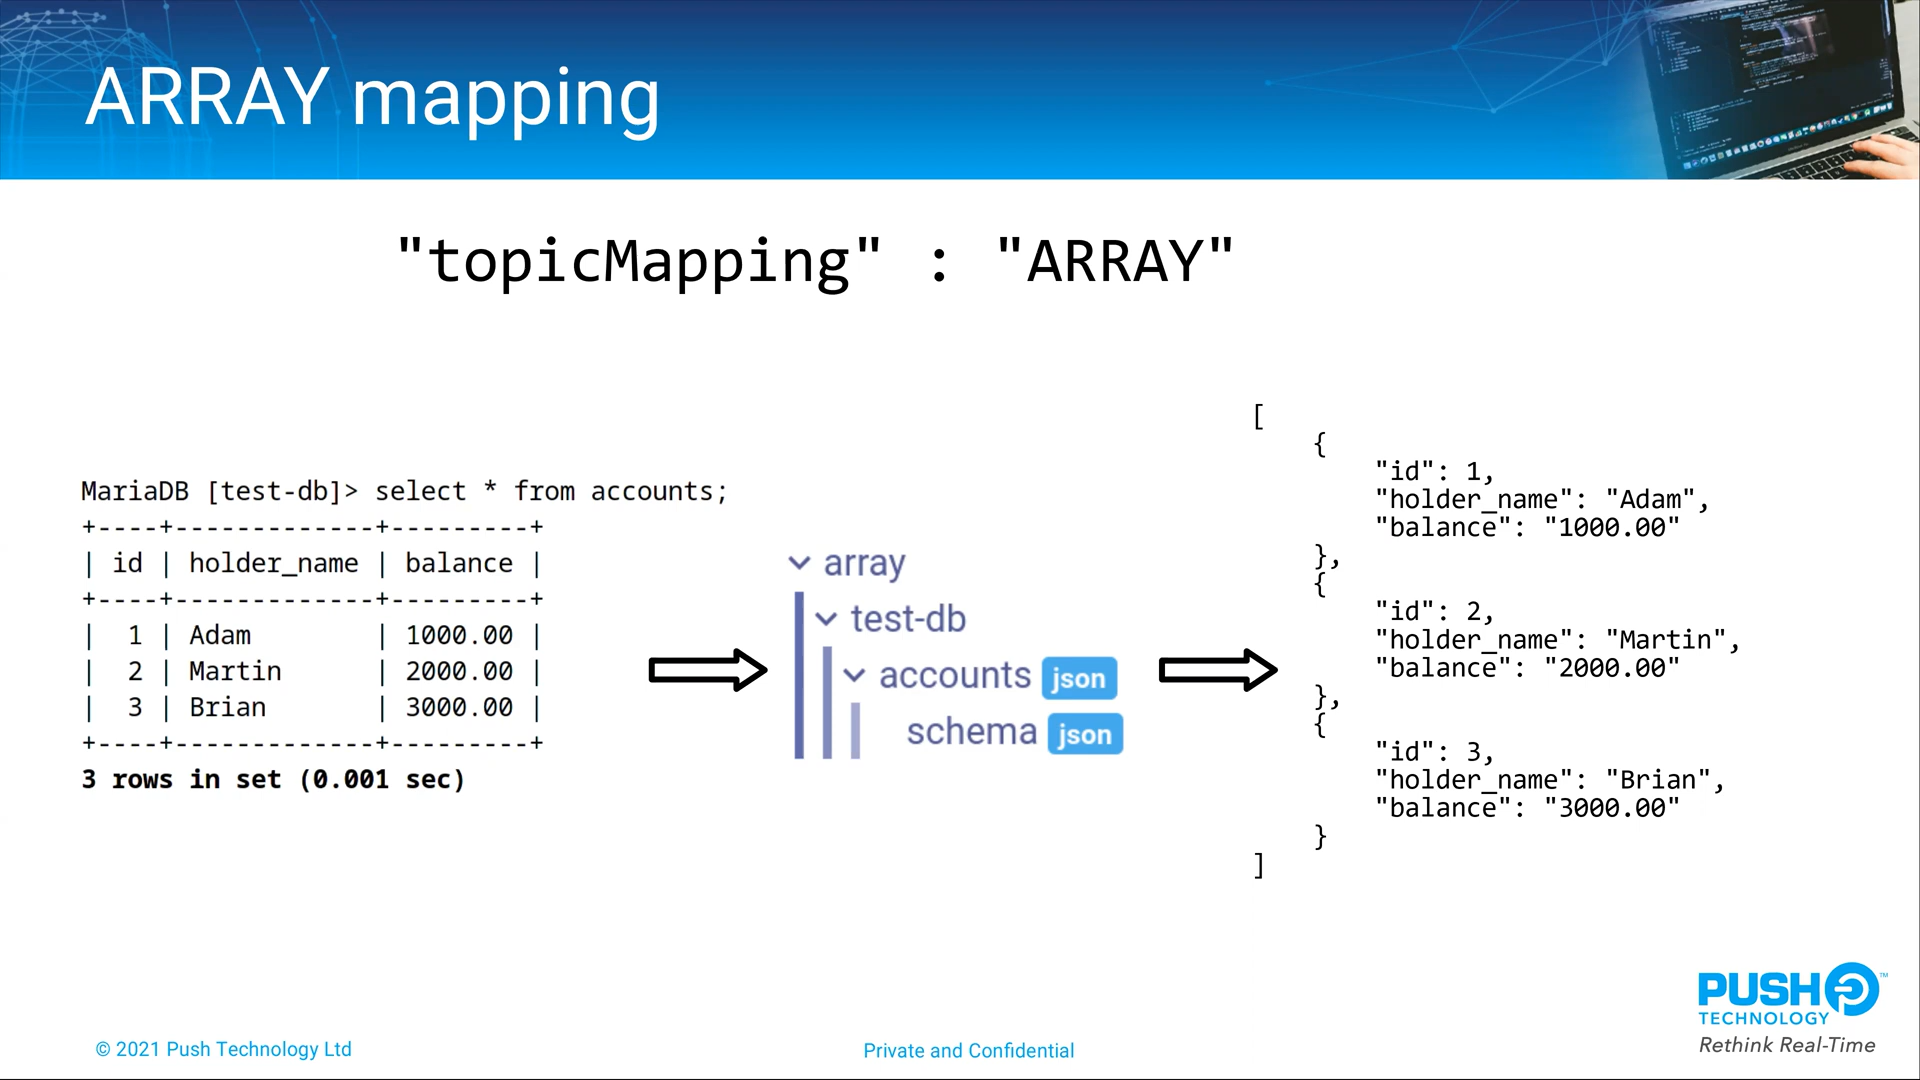 ARRAY mapping
"topicMapping" : "ARRAY"
MariaDB [test-db]> select * from accounts;
+----+-------------+---------+
| id | holder_name | balance |
+----+-------------+---------+
|  1 | Adam        | 1000.00 |
|  2 | Martin      | 2000.00 |
|  3 | Brian       | 3000.00 |
+----+-------------+---------+
3 rows in set (0.001 sec)
array
test-db
accounts json
schema json
[
    {
        "id": 1,
        "holder_name": "Adam",
        "balance": "1000.00"
    },
    {
        "id": 2,
        "holder_name": "Martin",
        "balance": "2000.00"
    },
    {
        "id": 3,
        "holder_name": "Brian",
        "balance": "3000.00"
    }
]
PUSH ™
TECHNOLOGY
Rethink Real-Time
© 2021 Push Technology Ltd
Private and Confidential